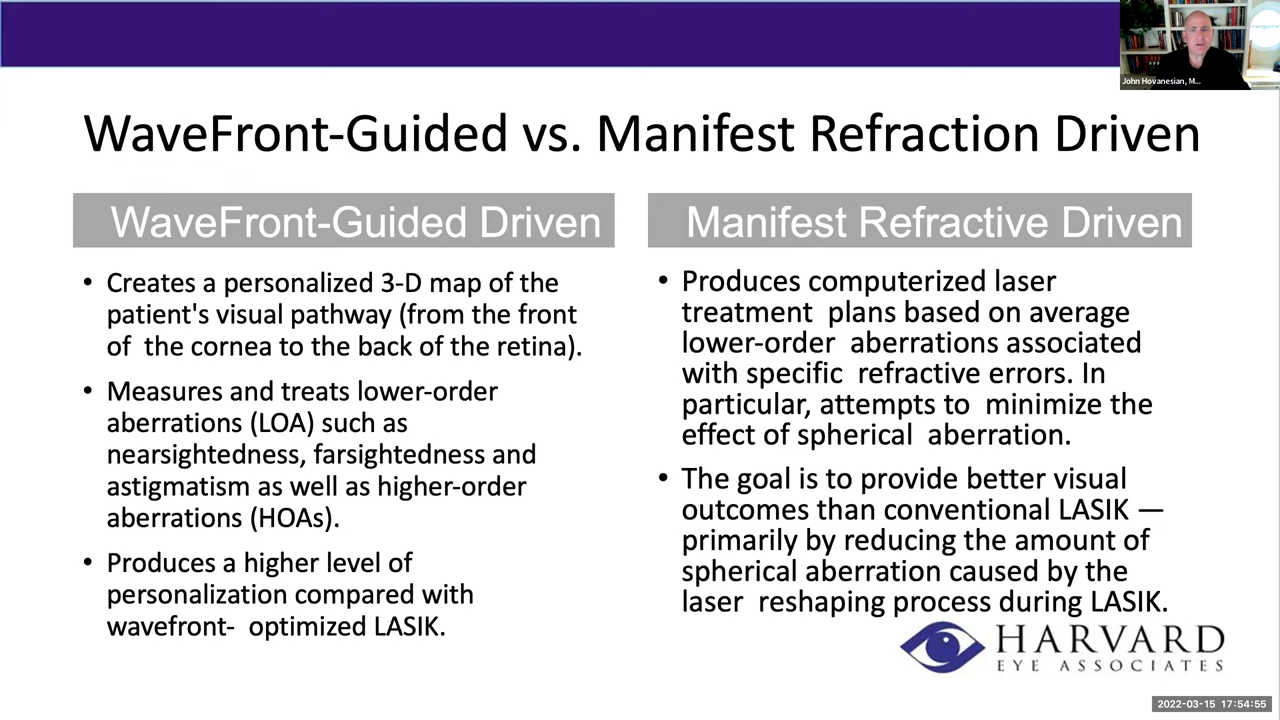 John Hovanesian, M...
WaveFront-Guided vs. Manifest Refraction Driven
WaveFront-Guided Driven
• Creates a personalized 3-D map of the
patient's visual pathway (from the front
of the cornea to the back of the retina).
• Measures and treats lower-order
aberrations (LOA) such as
nearsightedness, farsightedness and
astigmatism as well as higher-order
aberrations (HOAs).
• Produces a higher level of
personalization compared with
wavefront- optimized LASIK.
Manifest Refractive Driven
• Produces computerized laser
treatment plans based on average
lower-order aberrations associated
with specific refractive errors. In
particular, attempts to minimize the
effect of spherical aberration.
• The goal is to provide better visual
outcomes than conventional LASIK —
primarily by reducing the amount of
spherical aberration caused by the
laser reshaping process during LASIK.
HARVARD
EYE ASSOCIATES
2022-03-15 17:54:55